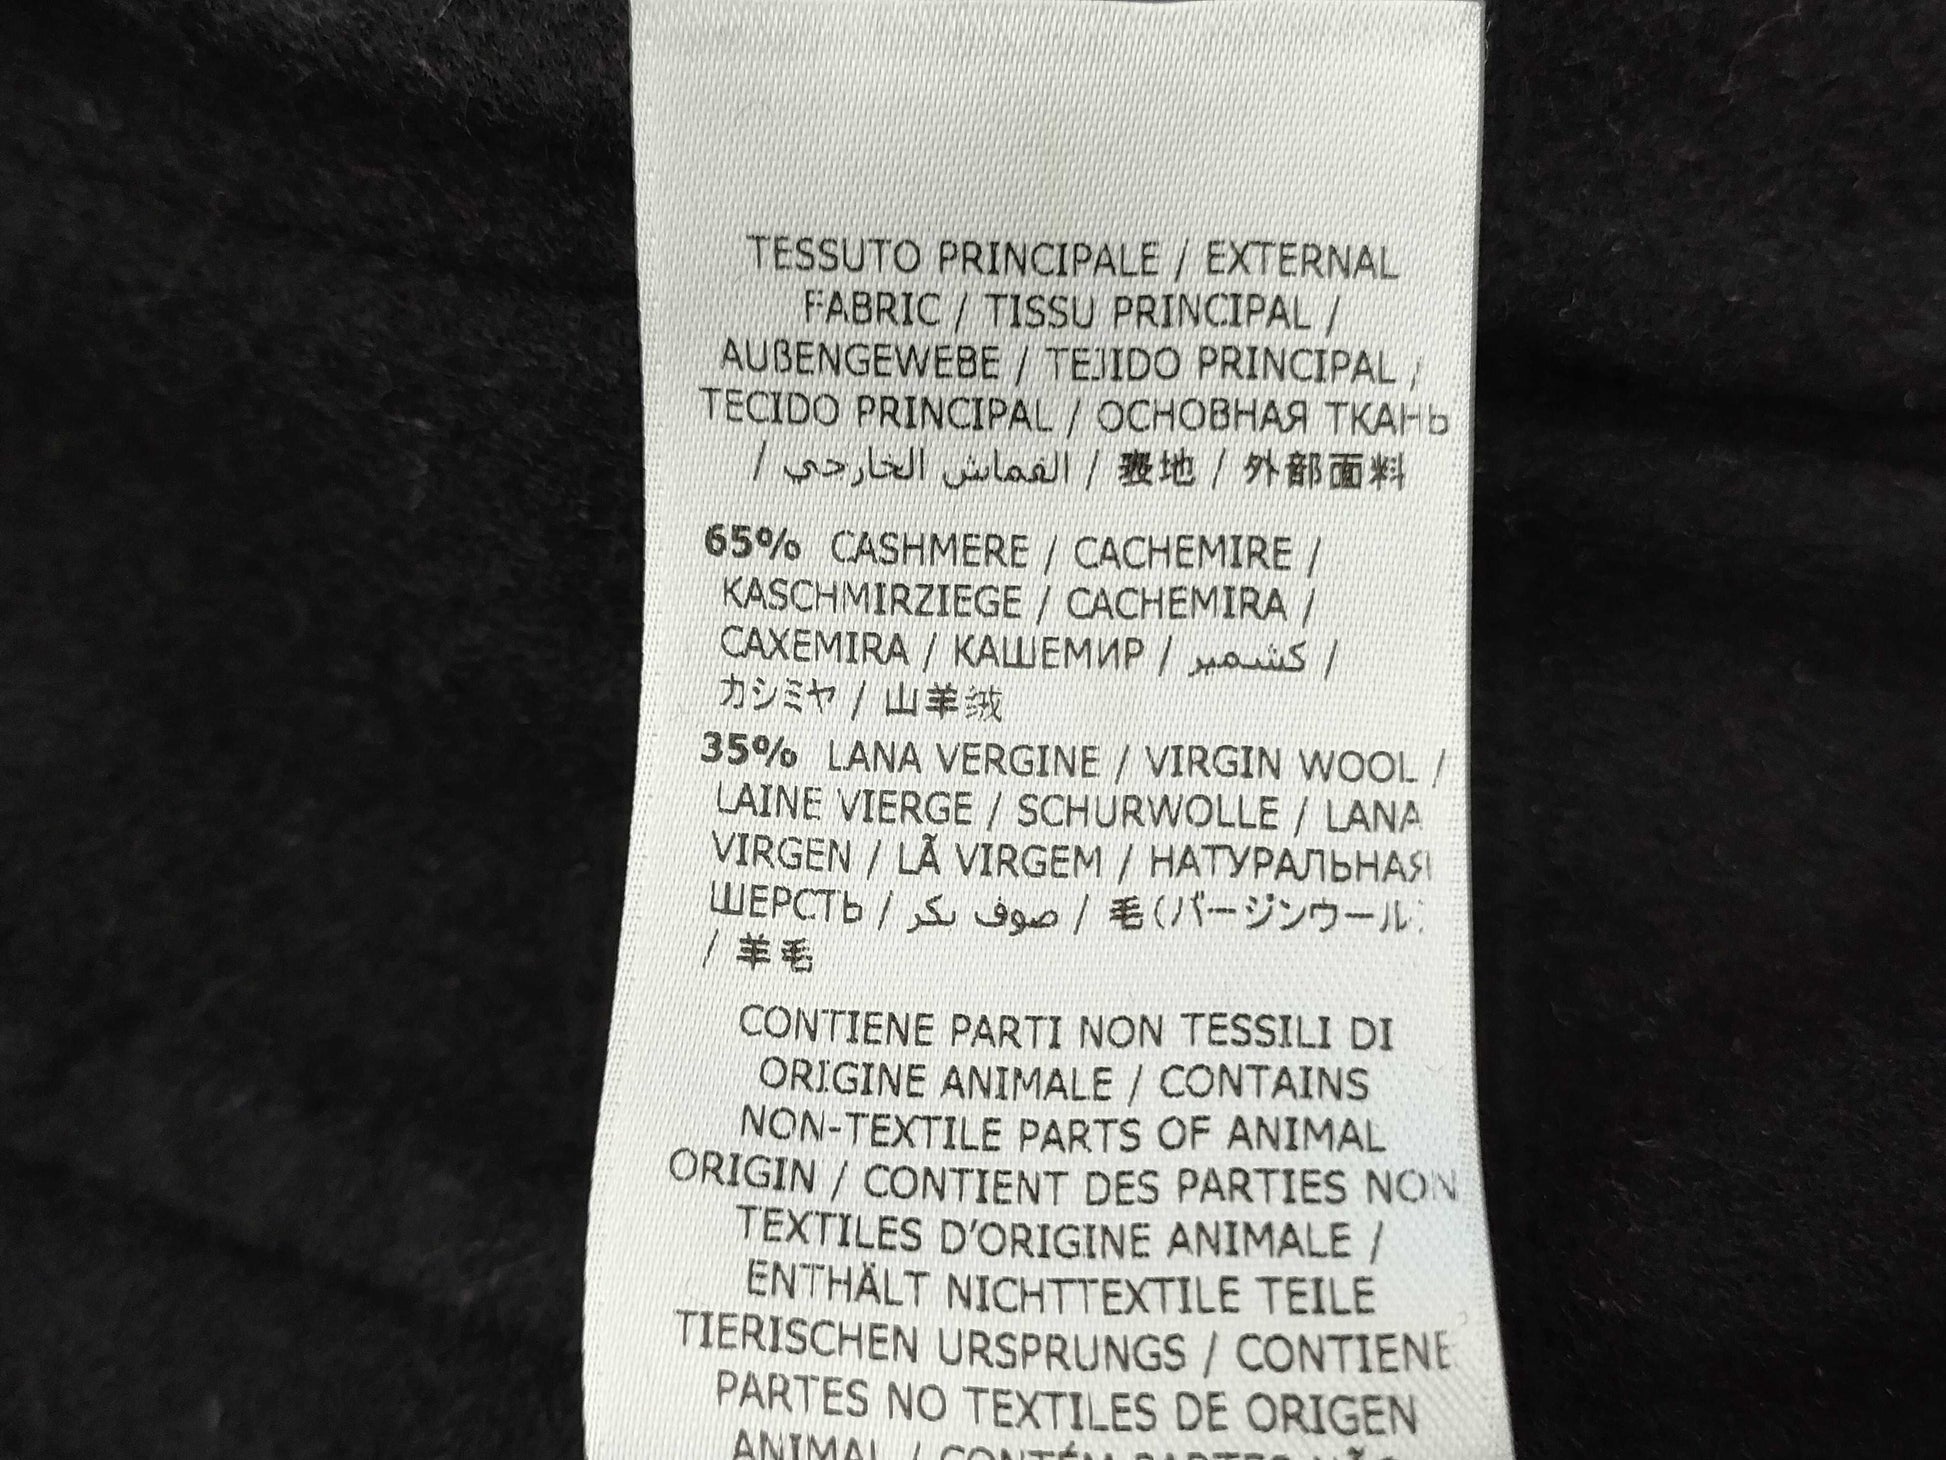 TESSUTO PRINCIPALE / EXTERNAL
FABRIC / TISSU PRINCIPAL /
AUßENGEWEBE / TEJIDO PRINCIPAL /
TECIDO PRINCIPAL / ОСНОВНАЯ ТКАНЬ
/ القماش الخارجي / 表地 / 外部面料
65% CASHMERE / CACHEMIRE /
KASCHMIRZIEGE / CACHEMIRA /
CAXEMIRA / КАШЕМИР / كشمير /
カシミヤ / 山羊绒
35% LANA VERGINE / VIRGIN WOOL /
LAINE VIERGE / SCHURWOLLE / LANA
VIRGEN / LÃ VIRGEM / НАТУРАЛЬНАЯ
ШЕРСТЬ / صوف بكر / 毛(バージンウール)
/ 羊毛
CONTIENE PARTI NON TESSILI DI
ORIGINE ANIMALE / CONTAINS
NON-TEXTILE PARTS OF ANIMAL
ORIGIN / CONTIENT DES PARTIES NON
TEXTILES D'ORIGINE ANIMALE /
ENTHÄLT NICHTTEXTILE TEILE
TIERISCHEN URSPRUNGS / CONTIENE
PARTES NO TEXTILES DE ORIGEN
ANIMAL / CONTÉM PARTES NÃO